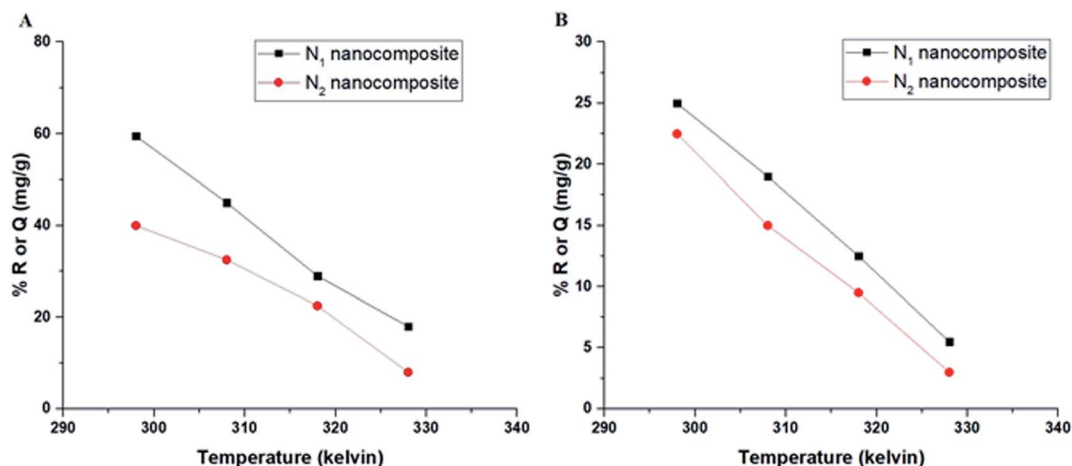 A
% R or Q (mg/g)
80
60
40
20
0
N₁ nanocomposite
N₂ nanocomposite
290 300 310 320 330 340
Temperature (kelvin)
B
% R or Q (mg/g)
30
25
20
15
10
5
0
N₁ nanocomposite
N₂ nanocomposite
290 300 310 320 330 340
Temperature (kelvin)